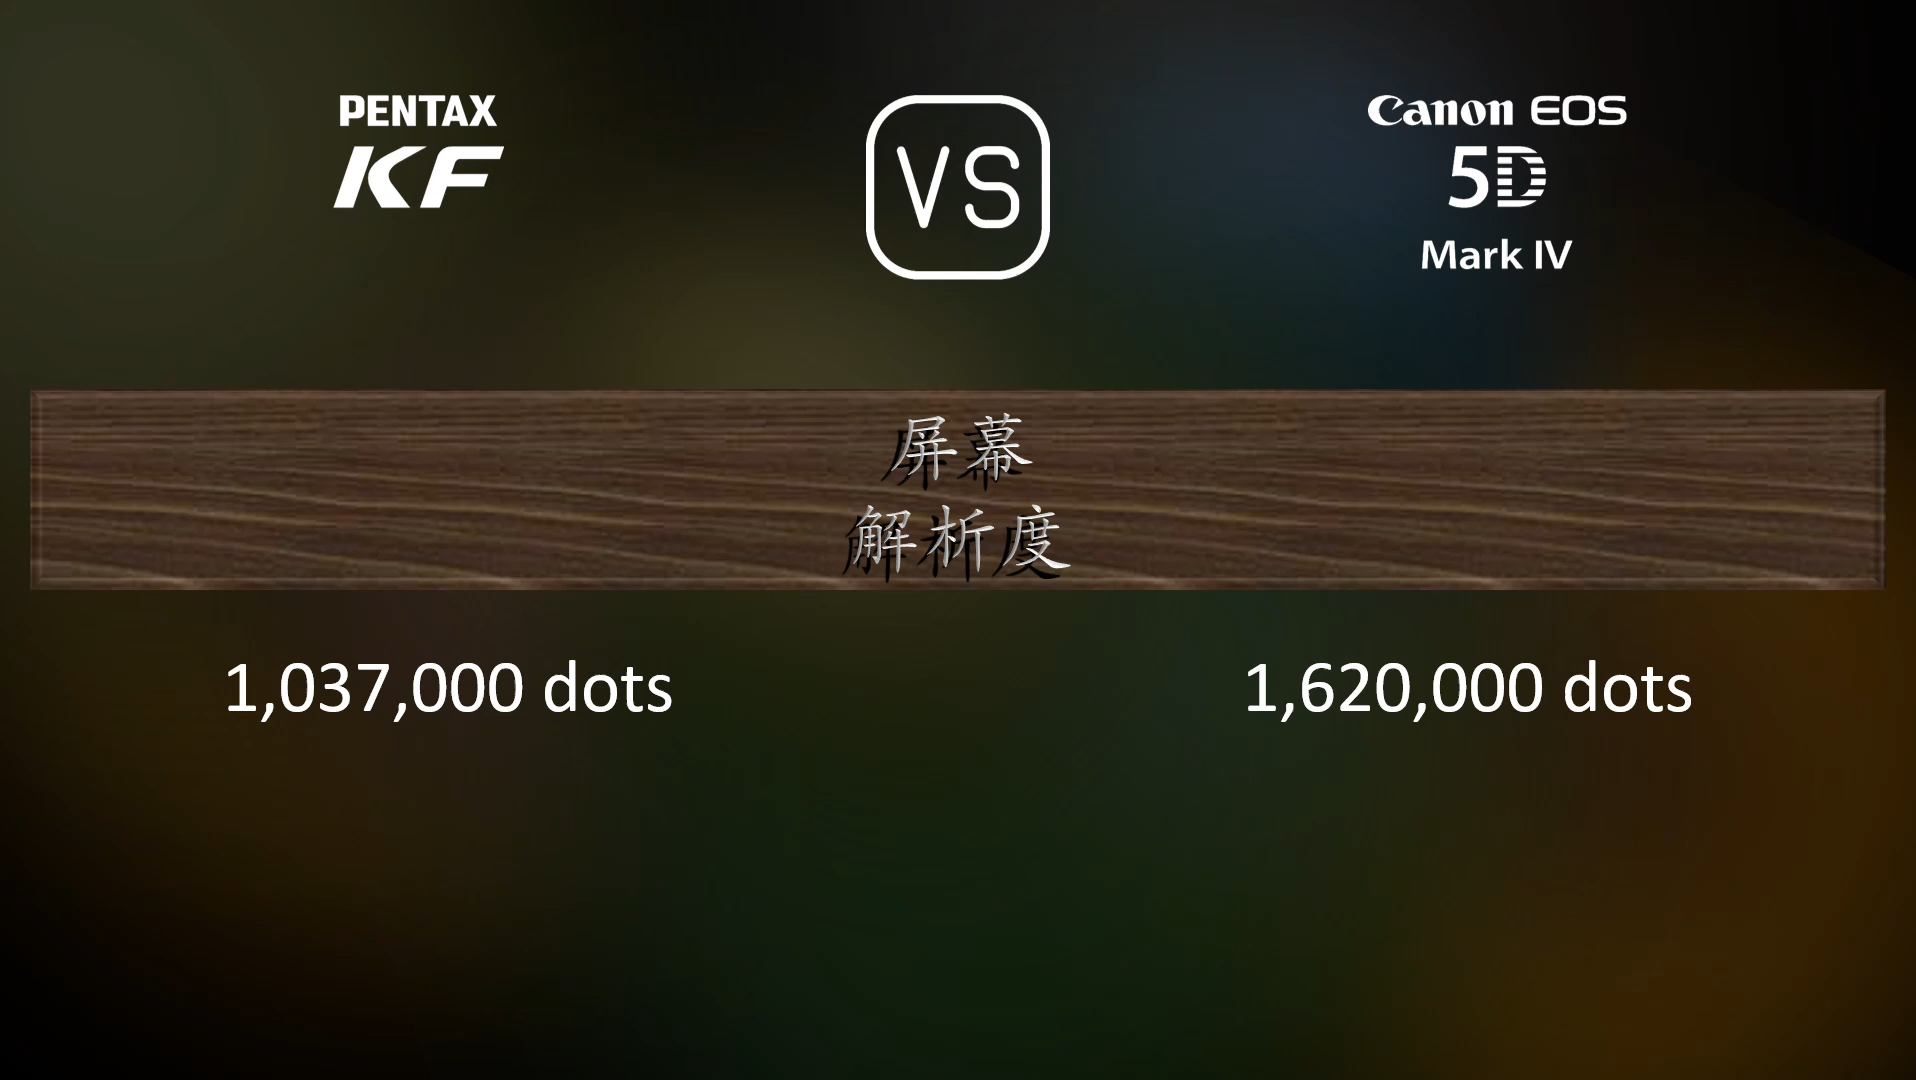 PENTAX
KF
VS
Canon EOS
5D
Mark IV
屏幕
解析度
1,037,000 dots
1,620,000 dots